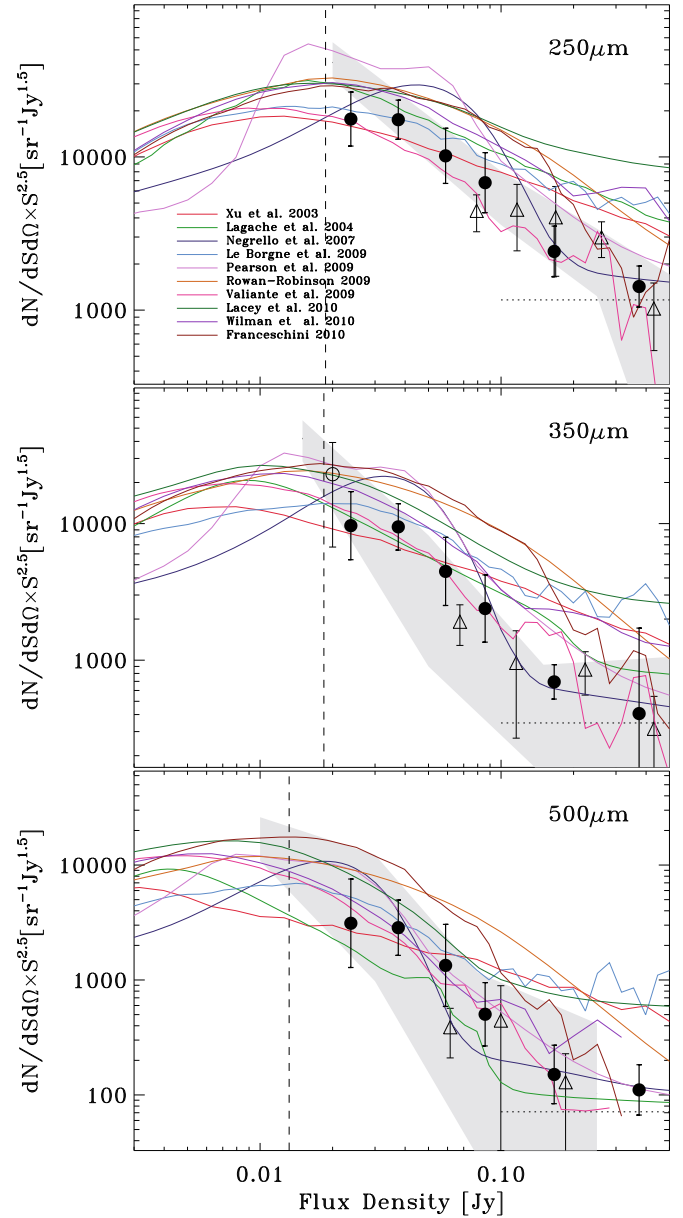 250μm
dN/dSdΩ×S^2.5[sr^−1Jy^1.5]
10000
1000
Xu et al. 2003
Lagache et al. 2004
Negrello et al. 2007
Le Borgne et al. 2009
Pearson et al. 2009
Rowan−Robinson 2009
Valiante et al. 2009
Lacey et al. 2010
Wilman et al. 2010
Franceschini 2010
350μm
dN/dSdΩ×S^2.5[sr^−1Jy^1.5]
10000
1000
500μm
dN/dSdΩ×S^2.5[sr^−1Jy^1.5]
10000
1000
100
0.01 0.10
Flux Density [Jy]